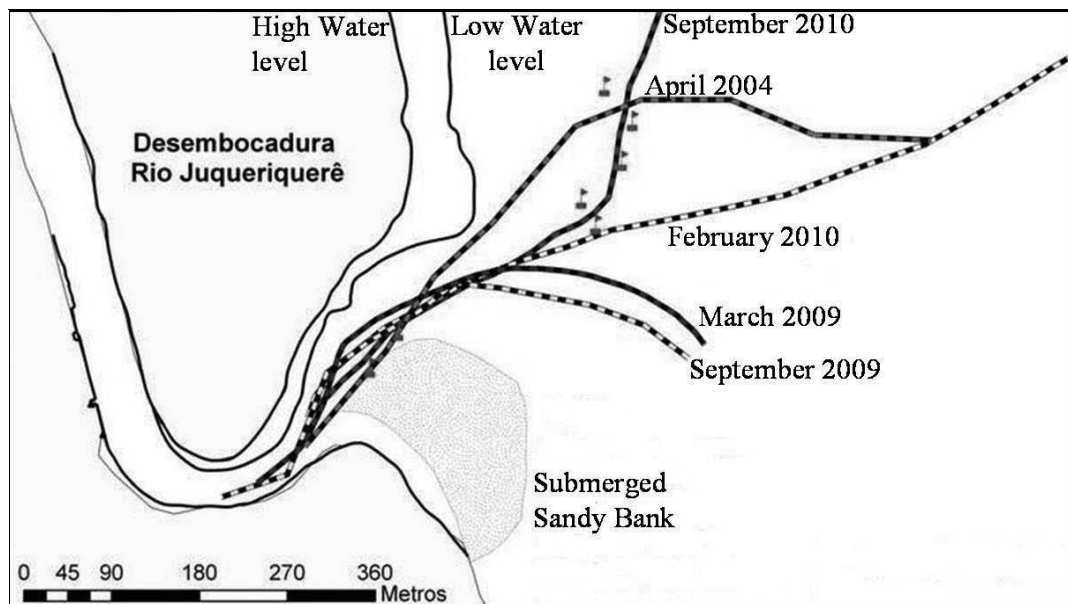 High Water
level
Low Water
level
September 2010
April 2004
Desembocadura
Rio Juqueriquerê
February 2010
March 2009
September 2009
Submerged
Sandy Bank
0 45 90 180 270 360
Metros